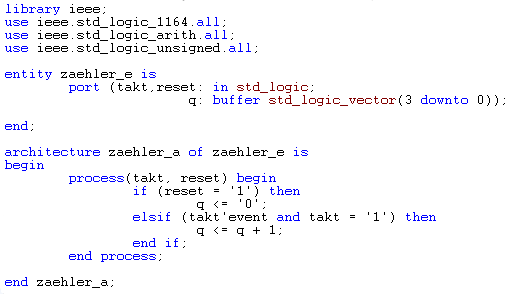 library ieee;
use ieee.std_logic_1164.all;
use ieee.std_logic_arith.all;
use ieee.std_logic_unsigned.all;
entity zaehler_e is
port (takt,reset: in std_logic;
q: buffer std_logic_vector(3 downto 0));
end;
architecture zaehler_a of zaehler_e is
begin
process(takt, reset) begin
if (reset = '1') then
q <= '0';
elsif (takt'event and takt = '1') then
q <= q + 1;
end if;
end process;
end zaehler_a;